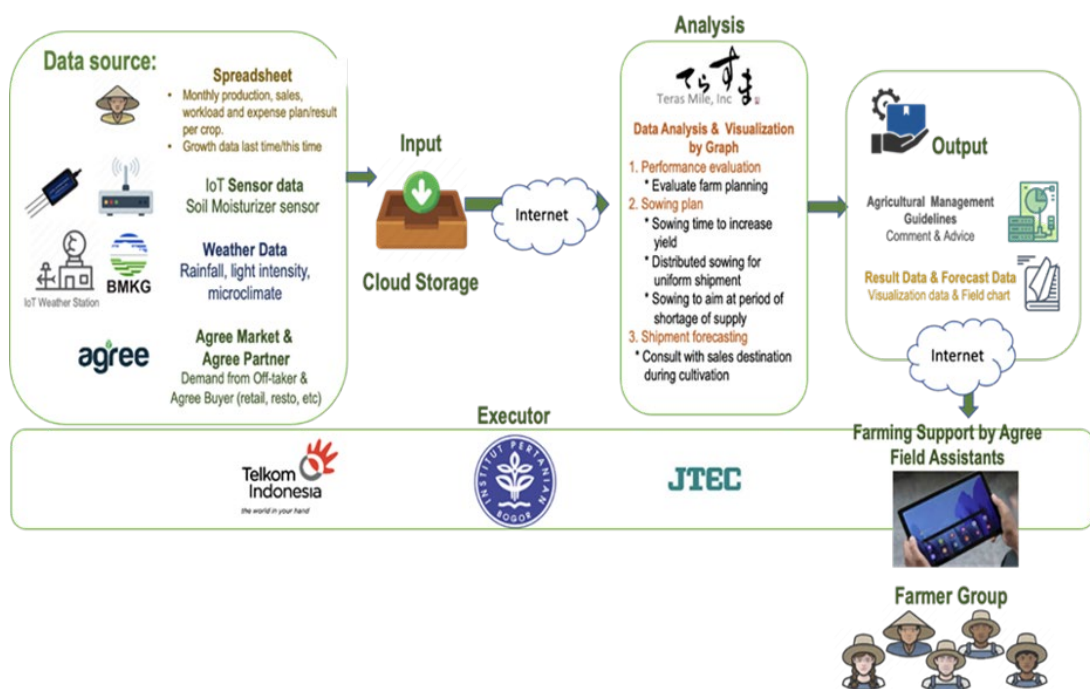 Data source:
Spreadsheet
• Monthly production, sales,
workload and expense plan/result
per crop.
• Growth data last time/this time
IoT Sensor data
Soil Moisturizer sensor
Weather Data
Rainfall, light intensity,
microclimate
IoT Weather Station
BMKG
agree
Agree Market &
Agree Partner
Demand from Off-taker &
Agree Buyer (retail, resto, etc)
Input
Cloud Storage
Internet
Analysis
てらすま
Teras Mile, Inc
Data Analysis & Visualization
by Graph
1. Performance evaluation
* Evaluate farm planning
2. Sowing plan
* Sowing time to increase
yield
* Distributed sowing for
uniform shipment
* Sowing to aim at period of
shortage of supply
3. Shipment forecasting
* Consult with sales destination
during cultivation
Output
Agricultural Management
Guidelines
Comment & Advice
Result Data & Forecast Data
Visualization data & Field chart
Internet
Executor
Telkom
Indonesia
the world in your hand
INSTITUT PERTANIAN
BOGOR
JTEC
Farming Support by Agree
Field Assistants
Farmer Group